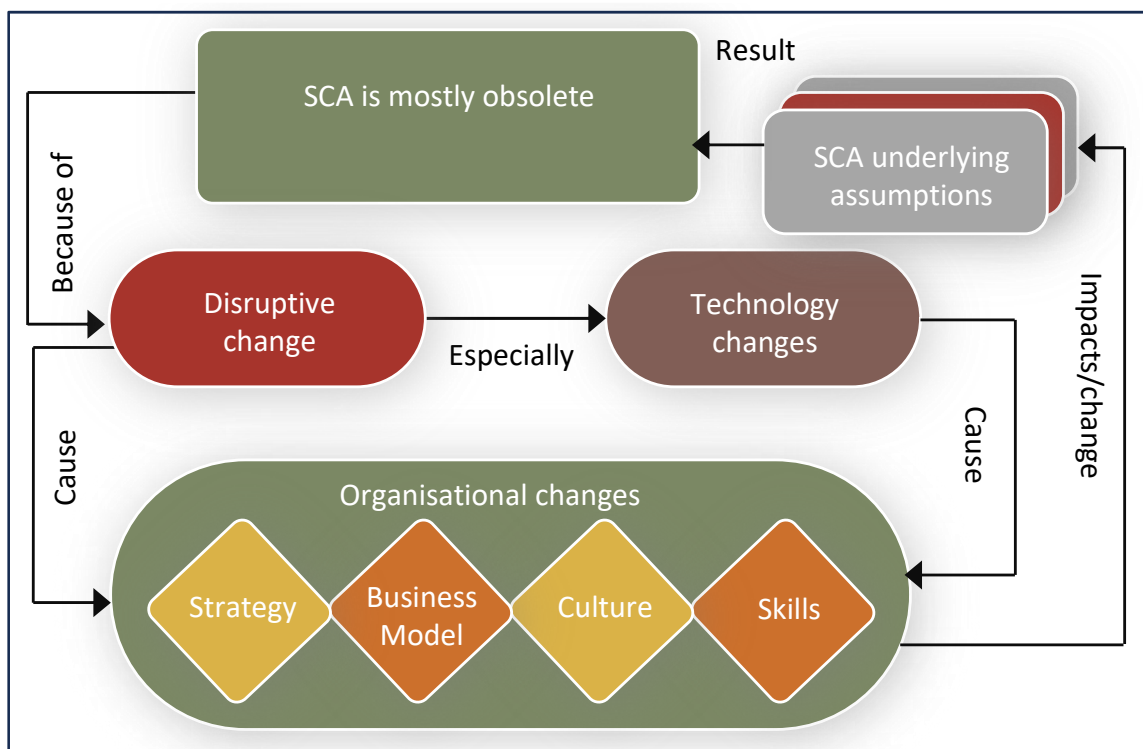 Result
SCA is mostly obsolete
SCA underlying
assumptions
Because of
Disruptive
change
Especially
Technology
changes
Impacts/change
Cause
Cause
Organisational changes
Strategy
Business
Model
Culture
Skills